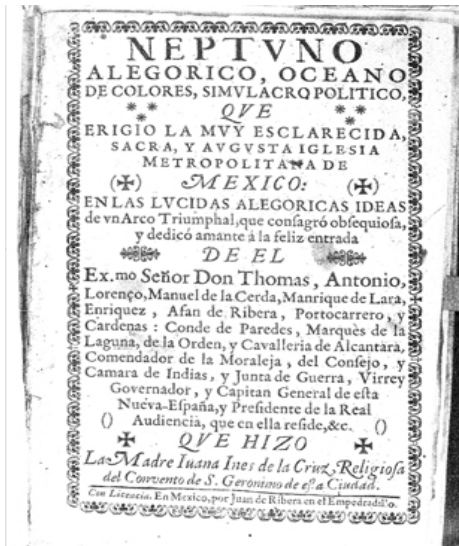 NEPTVNO
ALEGORICO, OCEANO
DE COLORES, SIMVLACRO POLITICO,
QVE
ERIGIO LA MVY ESCLARECIDA,
SACRA, Y AVGVSTA IGLESIA
METROPOLITANA DE
(✠) MEXICO: (✠)
EN LAS LVCIDAS ALEGORICAS IDEAS
de vn Arco Triumphal, que conſagrò obſequioſa,
y dedicó amante á la feliz entrada
DE EL
Ex.mo Señor Don Thomas, Antonio,
Lorenço, Manuel de la Cerda, Manrique de Lara,
Enriquez, Afan de Ribera, Portocarrero, y
Cardenas: Conde de Paredes, Marquès de la
Laguna, de la Orden, y Cavalleria de Alcantara,
Comendador de la Moraleja, del Conſejo, y
Camara de Indias, y Junta de Guerra, Virrey
Governador, y Capitan General de eſta
Nueva-Eſpaña, y Preſidente de la Real
() Audiencia, que en ella reſide, &c. ()
✠ QVE HIZO ✠
La Madre Iuana Ines de la Cruz, Religioſa
del Convento de S. Geronimo de eſta Ciudad.
Con Licencia. En Mexico, por Juan de Ribera en el Empedradillo.